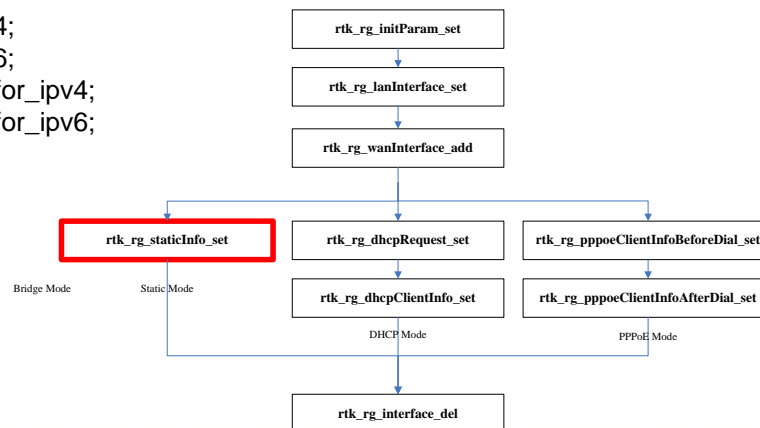 4;
6;
for_ipv4;
for_ipv6;
rtk_rg_initParam_set
rtk_rg_lanInterface_set
rtk_rg_wanInterface_add
rtk_rg_staticInfo_set
rtk_rg_dhcpRequest_set
rtk_rg_pppoeClientInfoBeforeDial_set
Bridge Mode
Static Mode
rtk_rg_dhcpClientInfo_set
rtk_rg_pppoeClientInfoAfterDial_set
DHCP Mode
PPPoE Mode
rtk_rg_interface_del